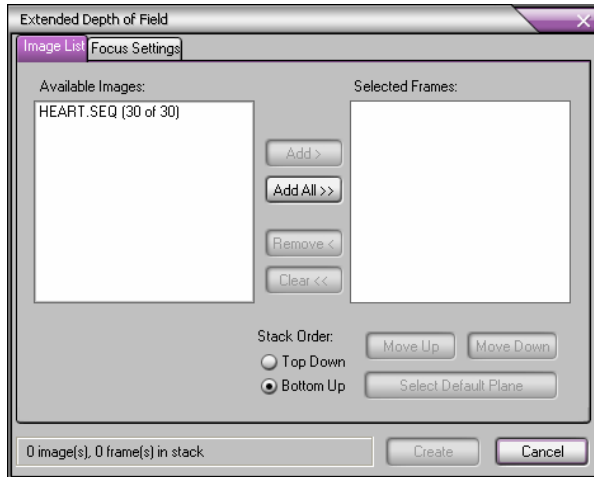 Extended Depth of Field
Image List
Focus Settings
Available Images:
HEART.SEQ (30 of 30)
Add >
Add All >>
Remove <
Clear <<
Selected Frames:
Stack Order:
Top Down
Bottom Up
Move Up
Move Down
Select Default Plane
0 image(s), 0 frame(s) in stack
Create
Cancel